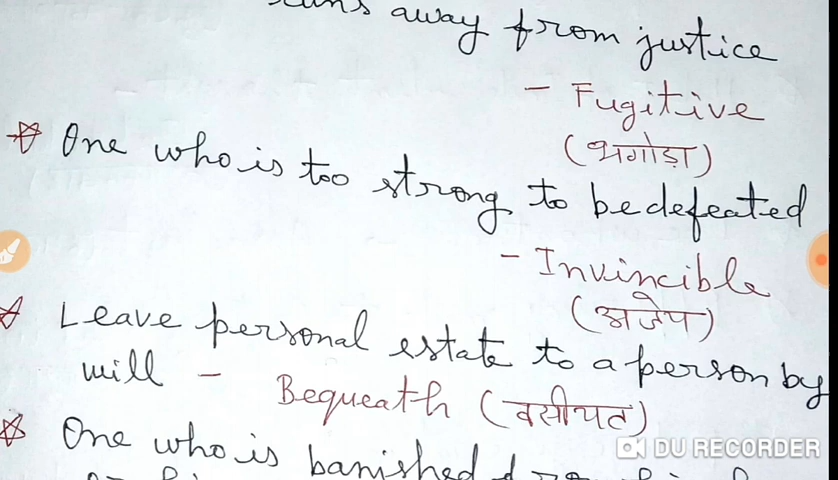 away from justice
- Fugitive
(भगोड़ा)
One who is too strong to be defeated
- Invincible
(अजेय)
Leave personal estate to a person by
will - Bequeath (वसीयत)
One who is banished
DU RECORDER